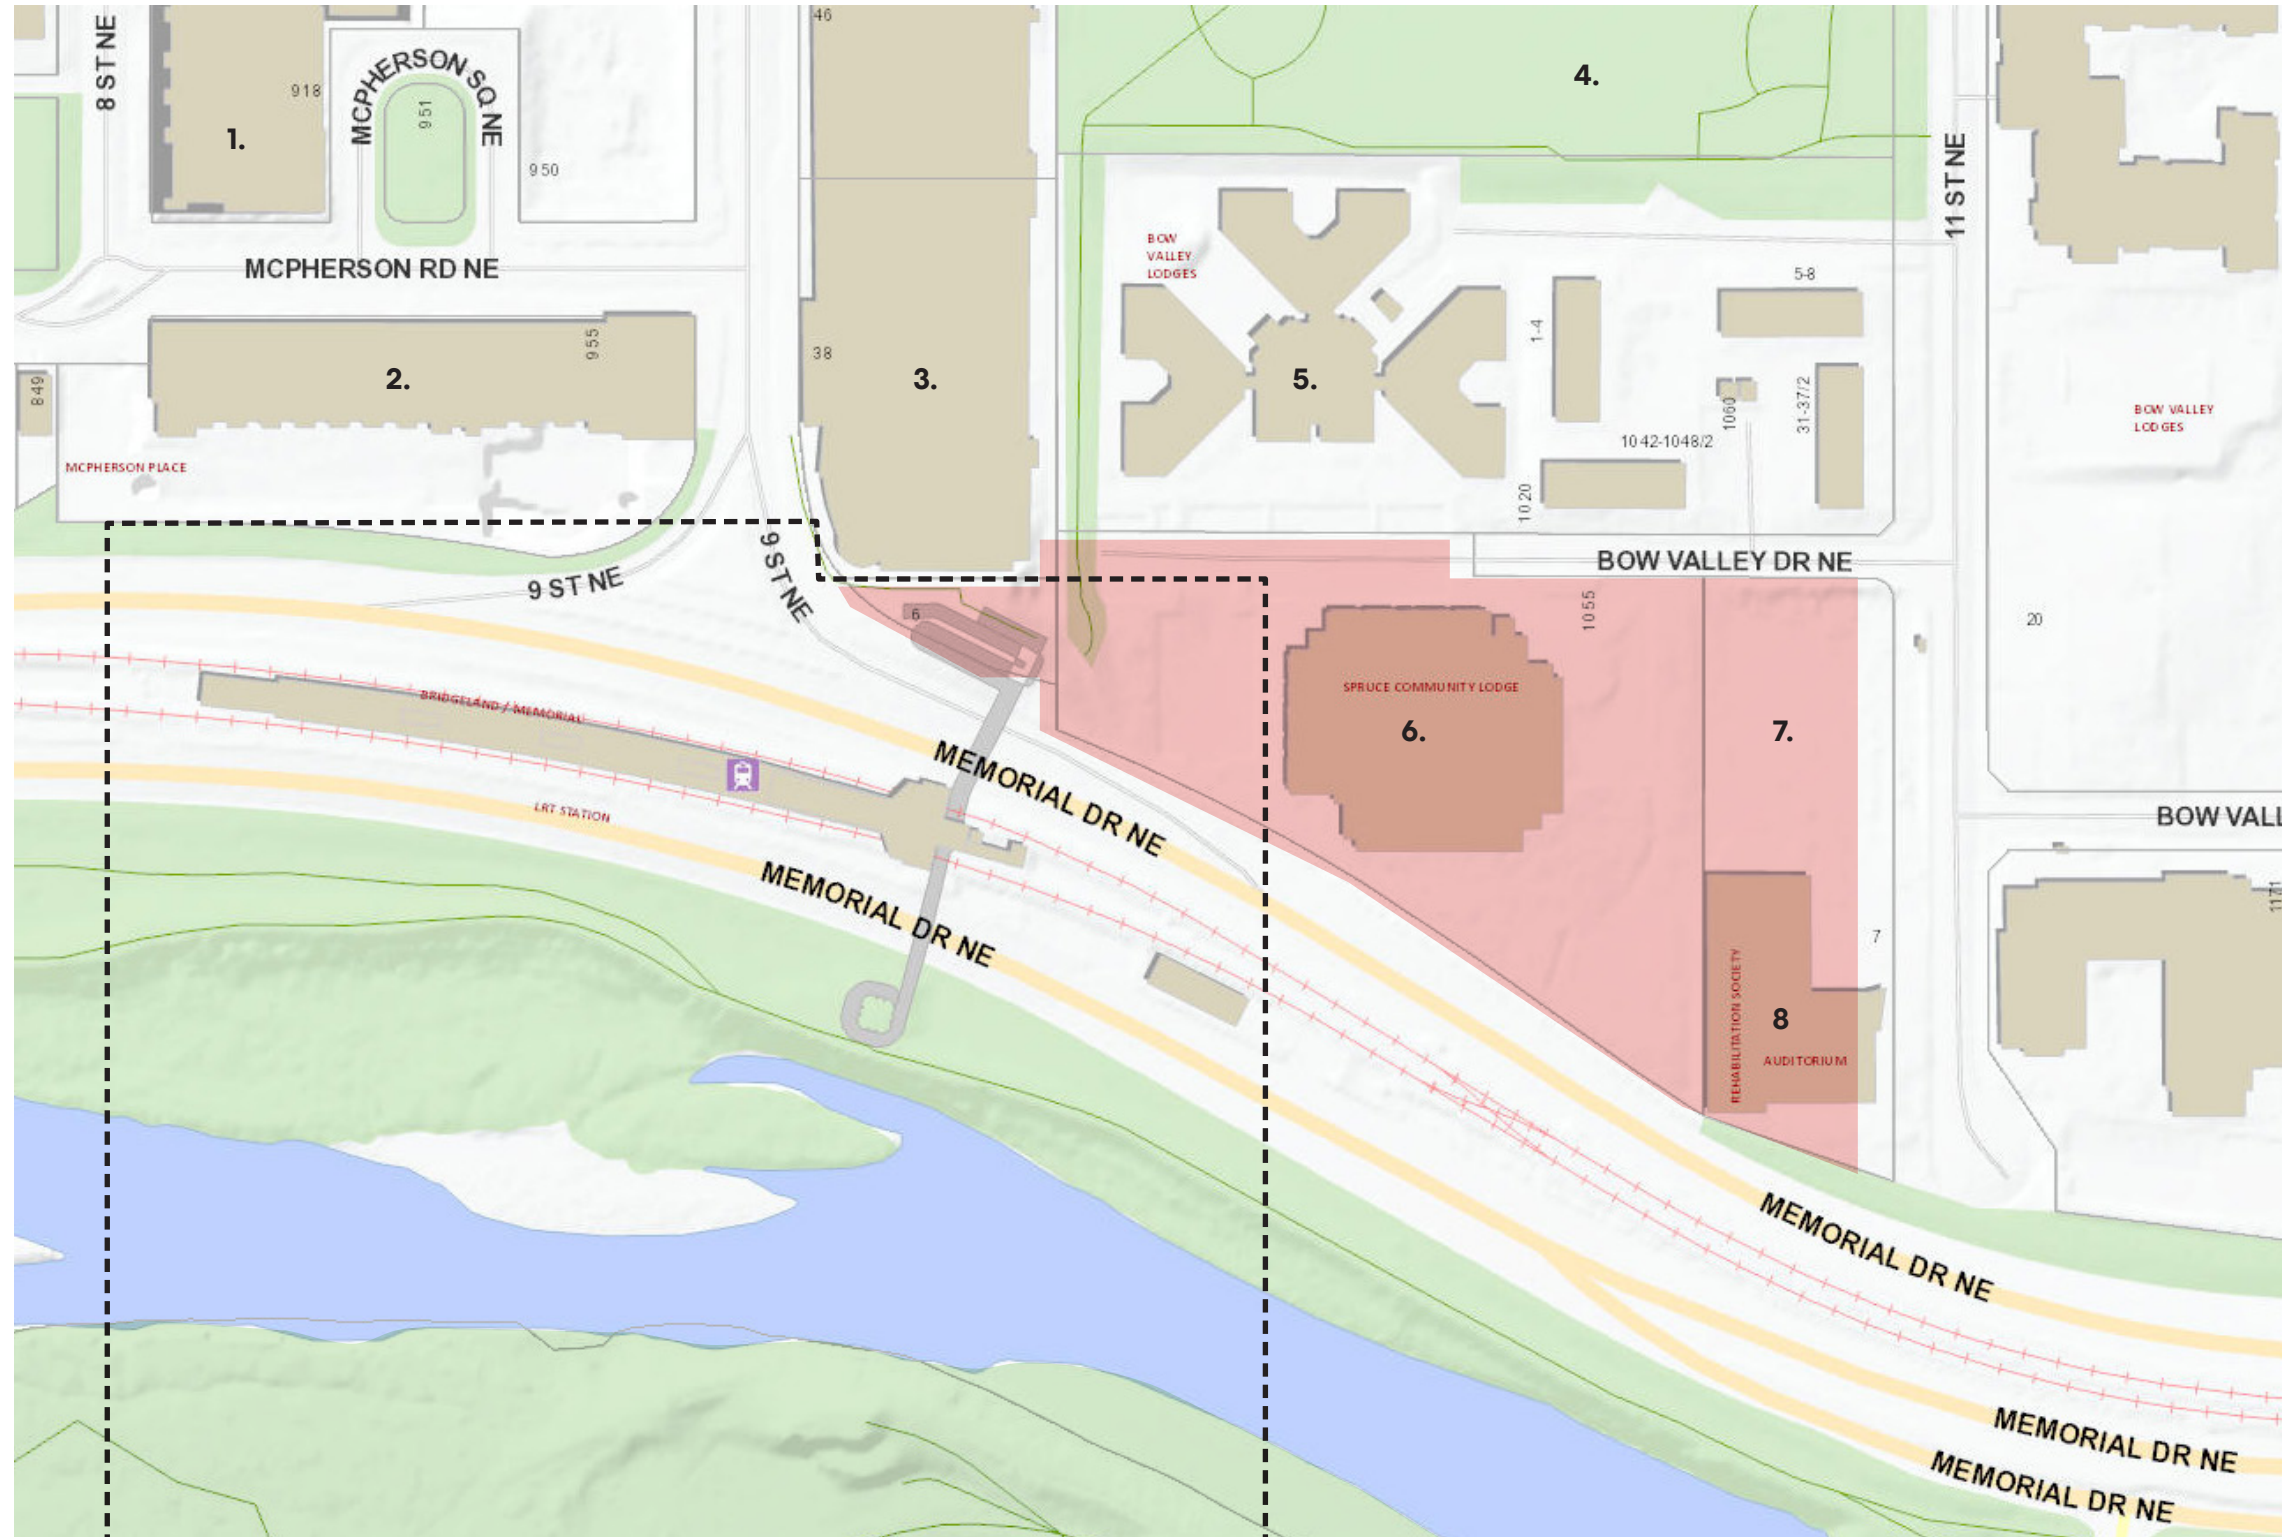 46
8 ST NE
MCPHERSON SQ NE
918
951
1.
950
4.
11 ST NE
MCPHERSON RD NE
BOW
VALLEY
LODGES
5-8
955
38
1-4
849
2.
3.
5.
1060
31-37/2
BOW VALLEY
LODGES
1042-1048/2
MCPHERSON PLACE
1020
9 ST NE
9 ST NE
BOW VALLEY DR NE
6
1055
20
SPRUCE COMMUNITY LODGE
BRIDGELAND / MEMORIAL
6.
7.
MEMORIAL DR NE
LRT STATION
BOW VALL
MEMORIAL DR NE
1171
7
REHABILITATION SOCIETY
8
AUDITORIUM
MEMORIAL DR NE
MEMORIAL DR NE
MEMORIAL DR NE